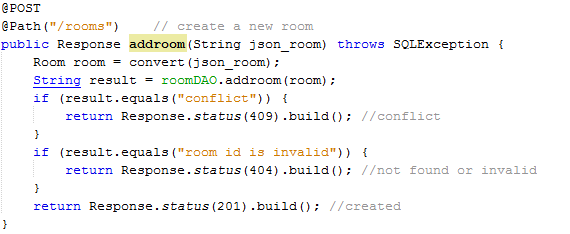 @POST
@Path("/rooms")    // create a new room
public Response addroom(String json_room) throws SQLException {
    Room room = convert(json_room);
    String result = roomDAO.addroom(room);
    if (result.equals("conflict")) {
        return Response.status(409).build(); //conflict
    }
    if (result.equals("room id is invalid")) {
        return Response.status(404).build(); //not found or invalid
    }
    return Response.status(201).build(); //created
}